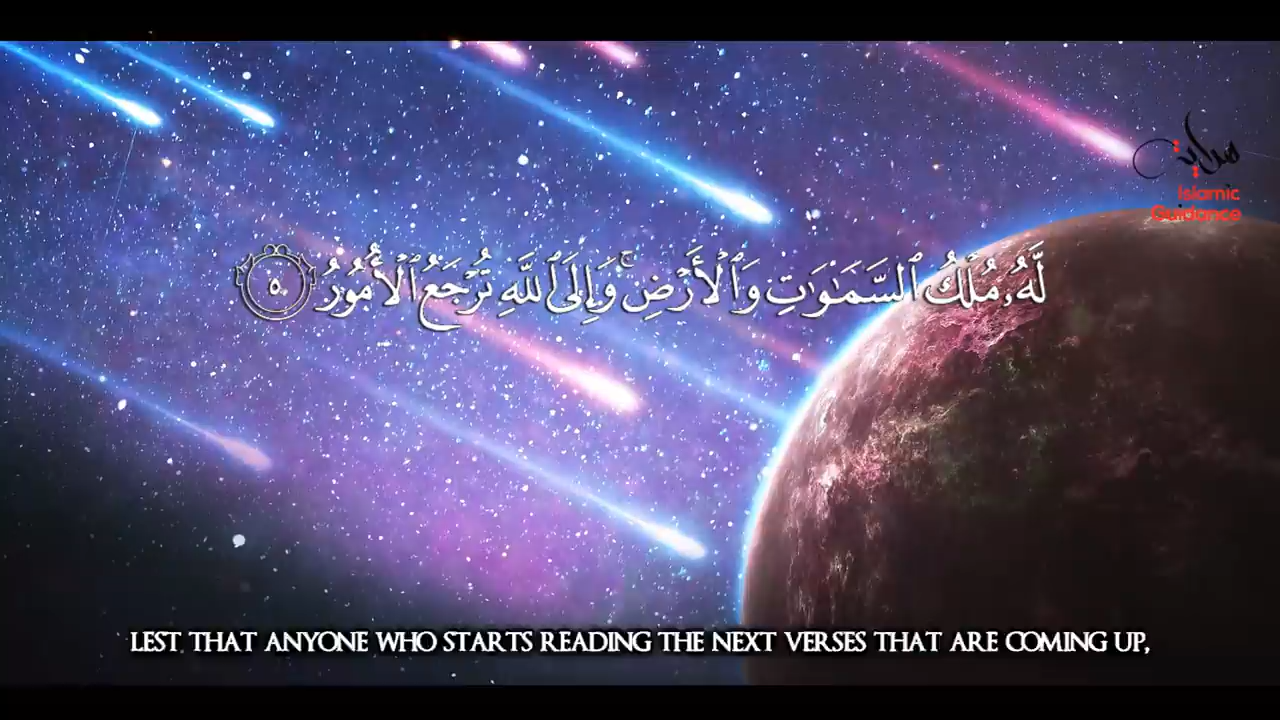 هداية
Islamic
Guidance
لَّهُۥ مُلْكُ ٱلسَّمَـٰوَٰتِ وَٱلْأَرْضِ ۚ وَإِلَى ٱللَّهِ تُرْجَعُ ٱلْأُمُورُ ٥
LEST THAT ANYONE WHO STARTS READING THE NEXT VERSES THAT ARE COMING UP,